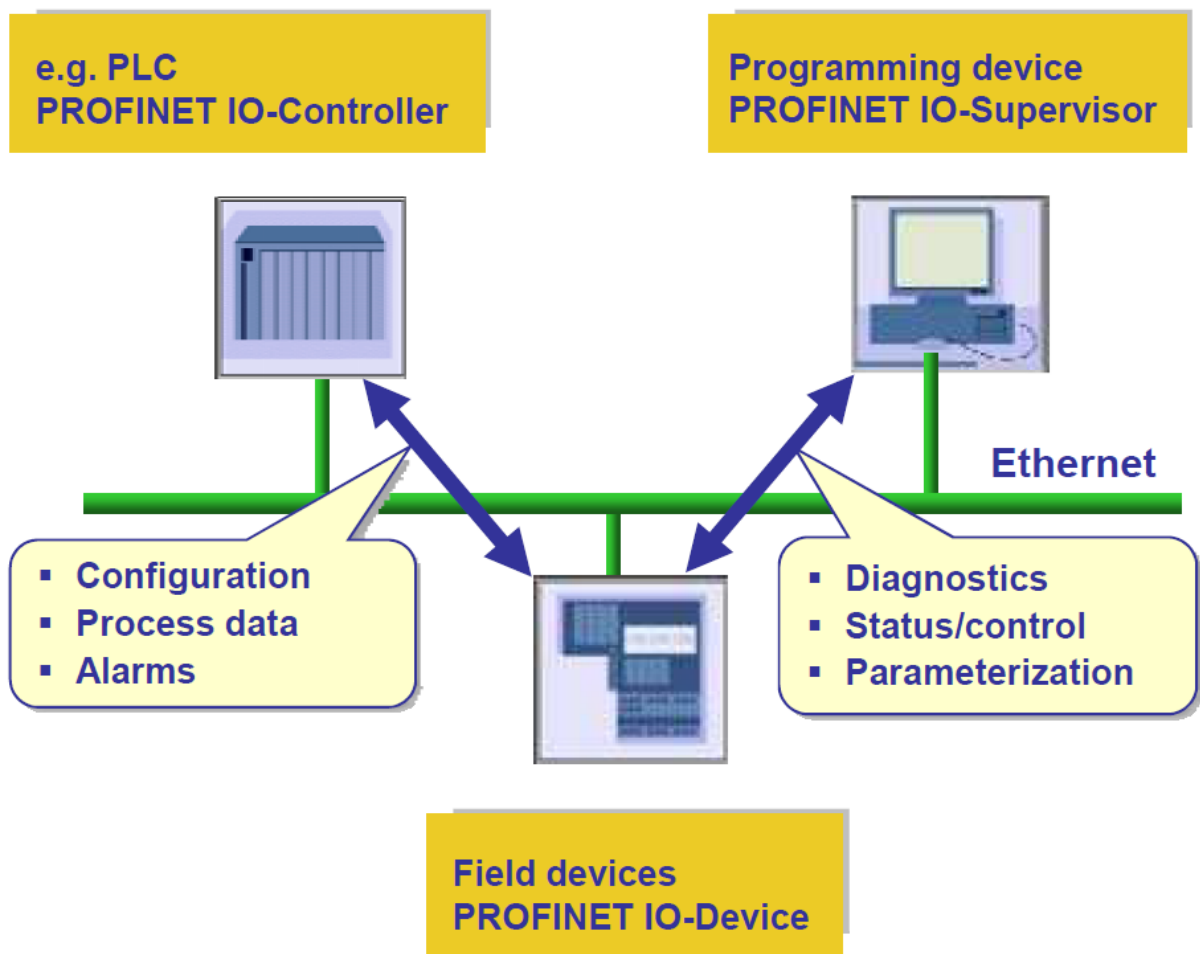 e.g. PLC
PROFINET IO-Controller
Programming device
PROFINET IO-Supervisor
Ethernet
▪ Configuration
▪ Process data
▪ Alarms
▪ Diagnostics
▪ Status/control
▪ Parameterization
Field devices
PROFINET IO-Device